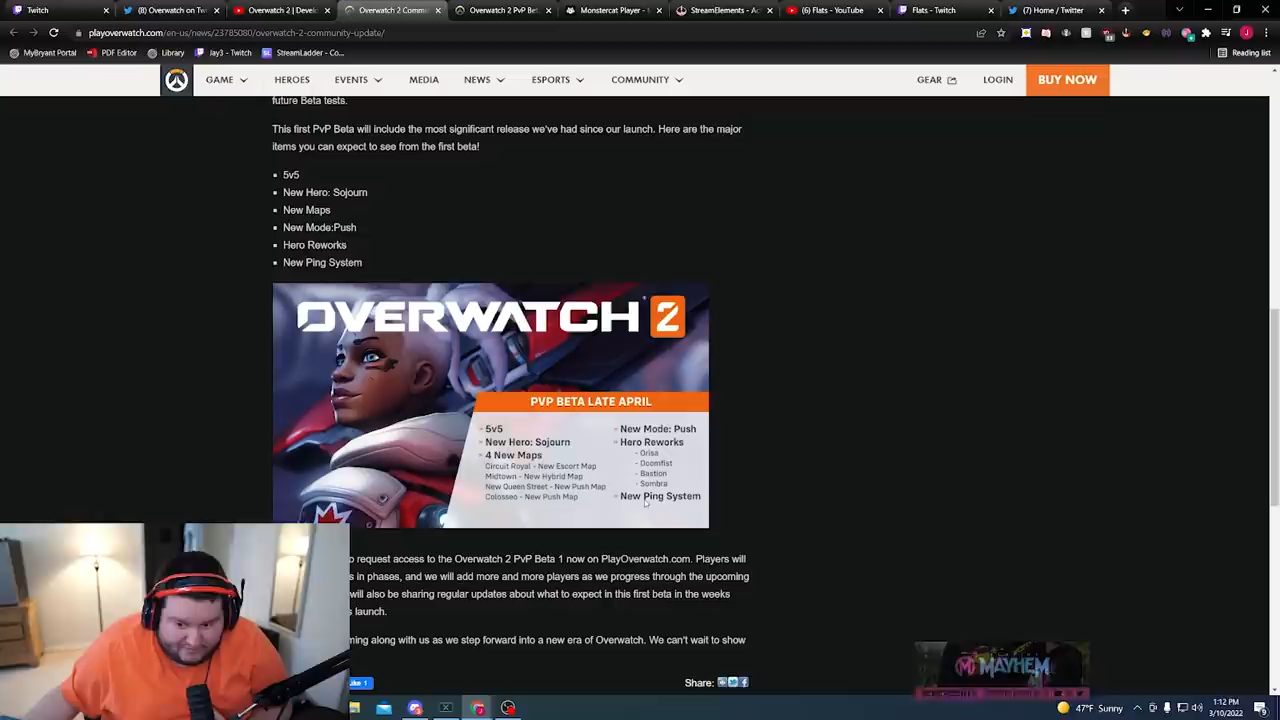 Twitch
Overwatch on Tw
Overwatch 2 Deve
Overwatch 2 Comm
Overwatch 2 PvP Bet
Monstercat Player -
StreamElements - Ac
(6) Flats - YouTube
Flats - Twitch
(7) Home / Twitter
playoverwatch.com/en-us/news/23785080/overwatch-2-community-update/
MyBryant Portal
PDF Editor
Library
Jay3 - Twitch
StreamLadder - Co...
Reading list
GAME
HEROES
EVENTS
MEDIA
NEWS
ESPORTS
COMMUNITY
GEAR
LOGIN
BUY NOW
future Beta tests.
This first PvP Beta will include the most significant release we've had since our launch. Here are the major
items you can expect to see from the first beta!
5v5
New Hero: Sojourn
New Maps
New Mode:Push
Hero Reworks
New Ping System
OVERWATCH 2
PVP BETA LATE APRIL
5v5
New Hero: Sojourn
4 New Maps
Circuit Royal - New Escort Map
Midtown - New Hybrid Map
New Queen Street - New Push Map
Colosseo - New Push Map
New Mode: Push
Hero Reworks
- Orisa
- Doomfist
- Bastion
- Sombra
New Ping System
o request access to the Overwatch 2 PvP Beta 1 now on PlayOverwatch.com. Players will
s in phases, and we will add more and more players as we progress through the upcoming
will also be sharing regular updates about what to expect in this first beta in the weeks
launch.
ming along with us as we step forward into a new era of Overwatch. We can't wait to show
ike 1
Share:
MAYHEM
47°F Sunny
1:12 PM
3/10/2022